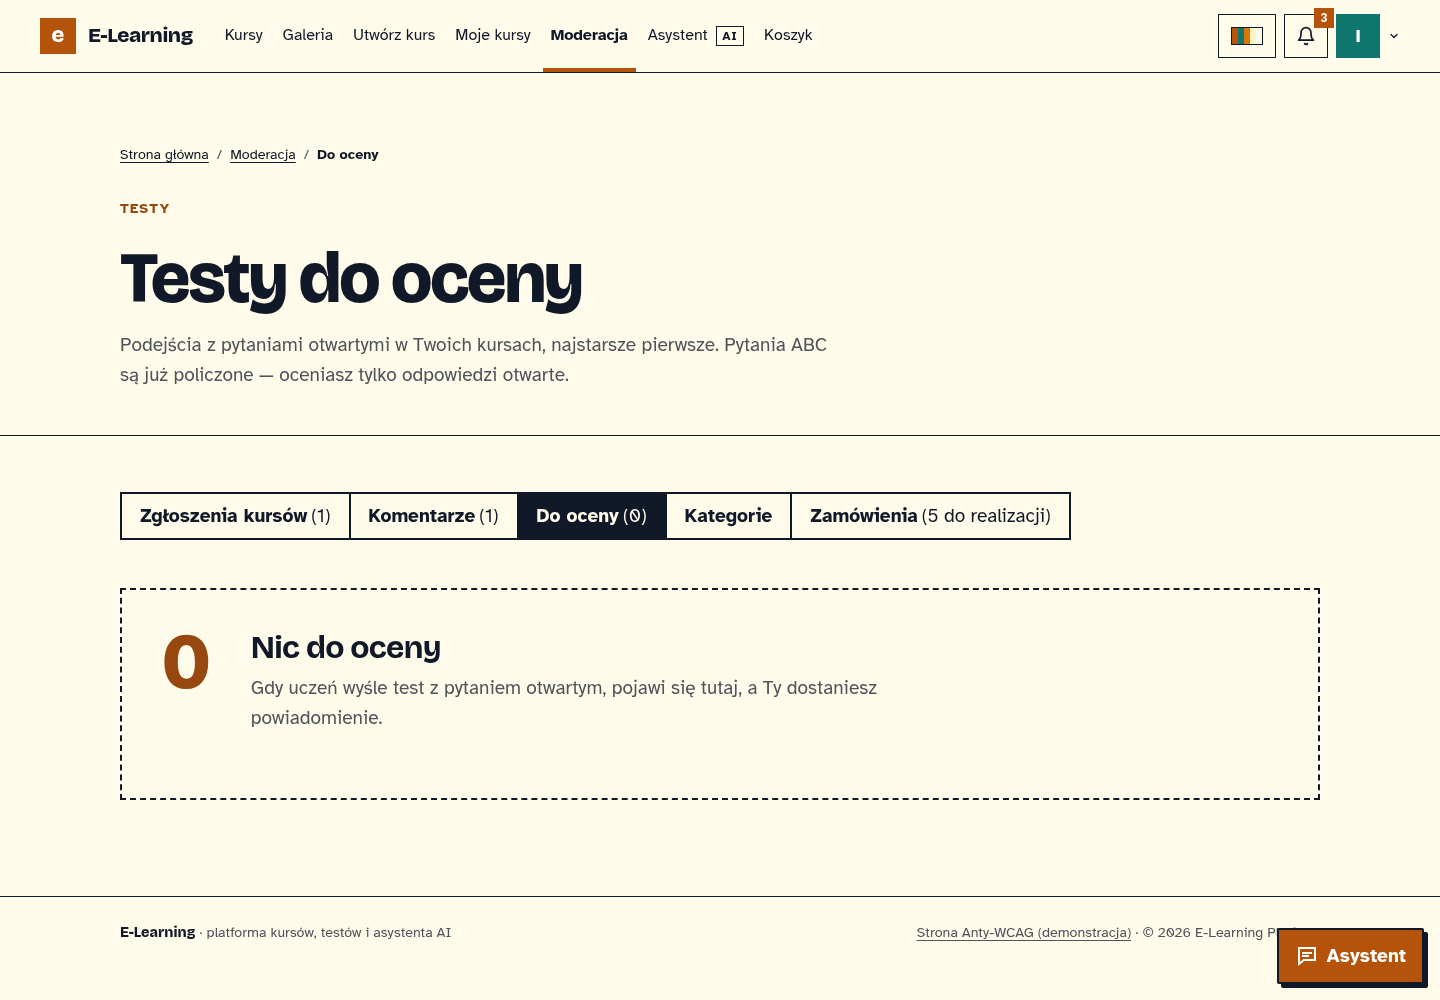 e E-Learning Kursy Galeria Utwórz kurs Moje kursy Moderacja Asystent AI Koszyk 3 I
Strona główna / Moderacja / Do oceny
TESTY
Testy do oceny
Podejścia z pytaniami otwartymi w Twoich kursach, najstarsze pierwsze. Pytania ABC
są już policzone — oceniasz tylko odpowiedzi otwarte.
Zgłoszenia kursów (1) Komentarze (1) Do oceny (0) Kategorie Zamówienia (5 do realizacji)
0 Nic do oceny
Gdy uczeń wyśle test z pytaniem otwartym, pojawi się tutaj, a Ty dostaniesz
powiadomienie.
E-Learning · platforma kursów, testów i asystenta AI
Strona Anty-WCAG (demonstracja) · © 2026 E-Learning
Asystent